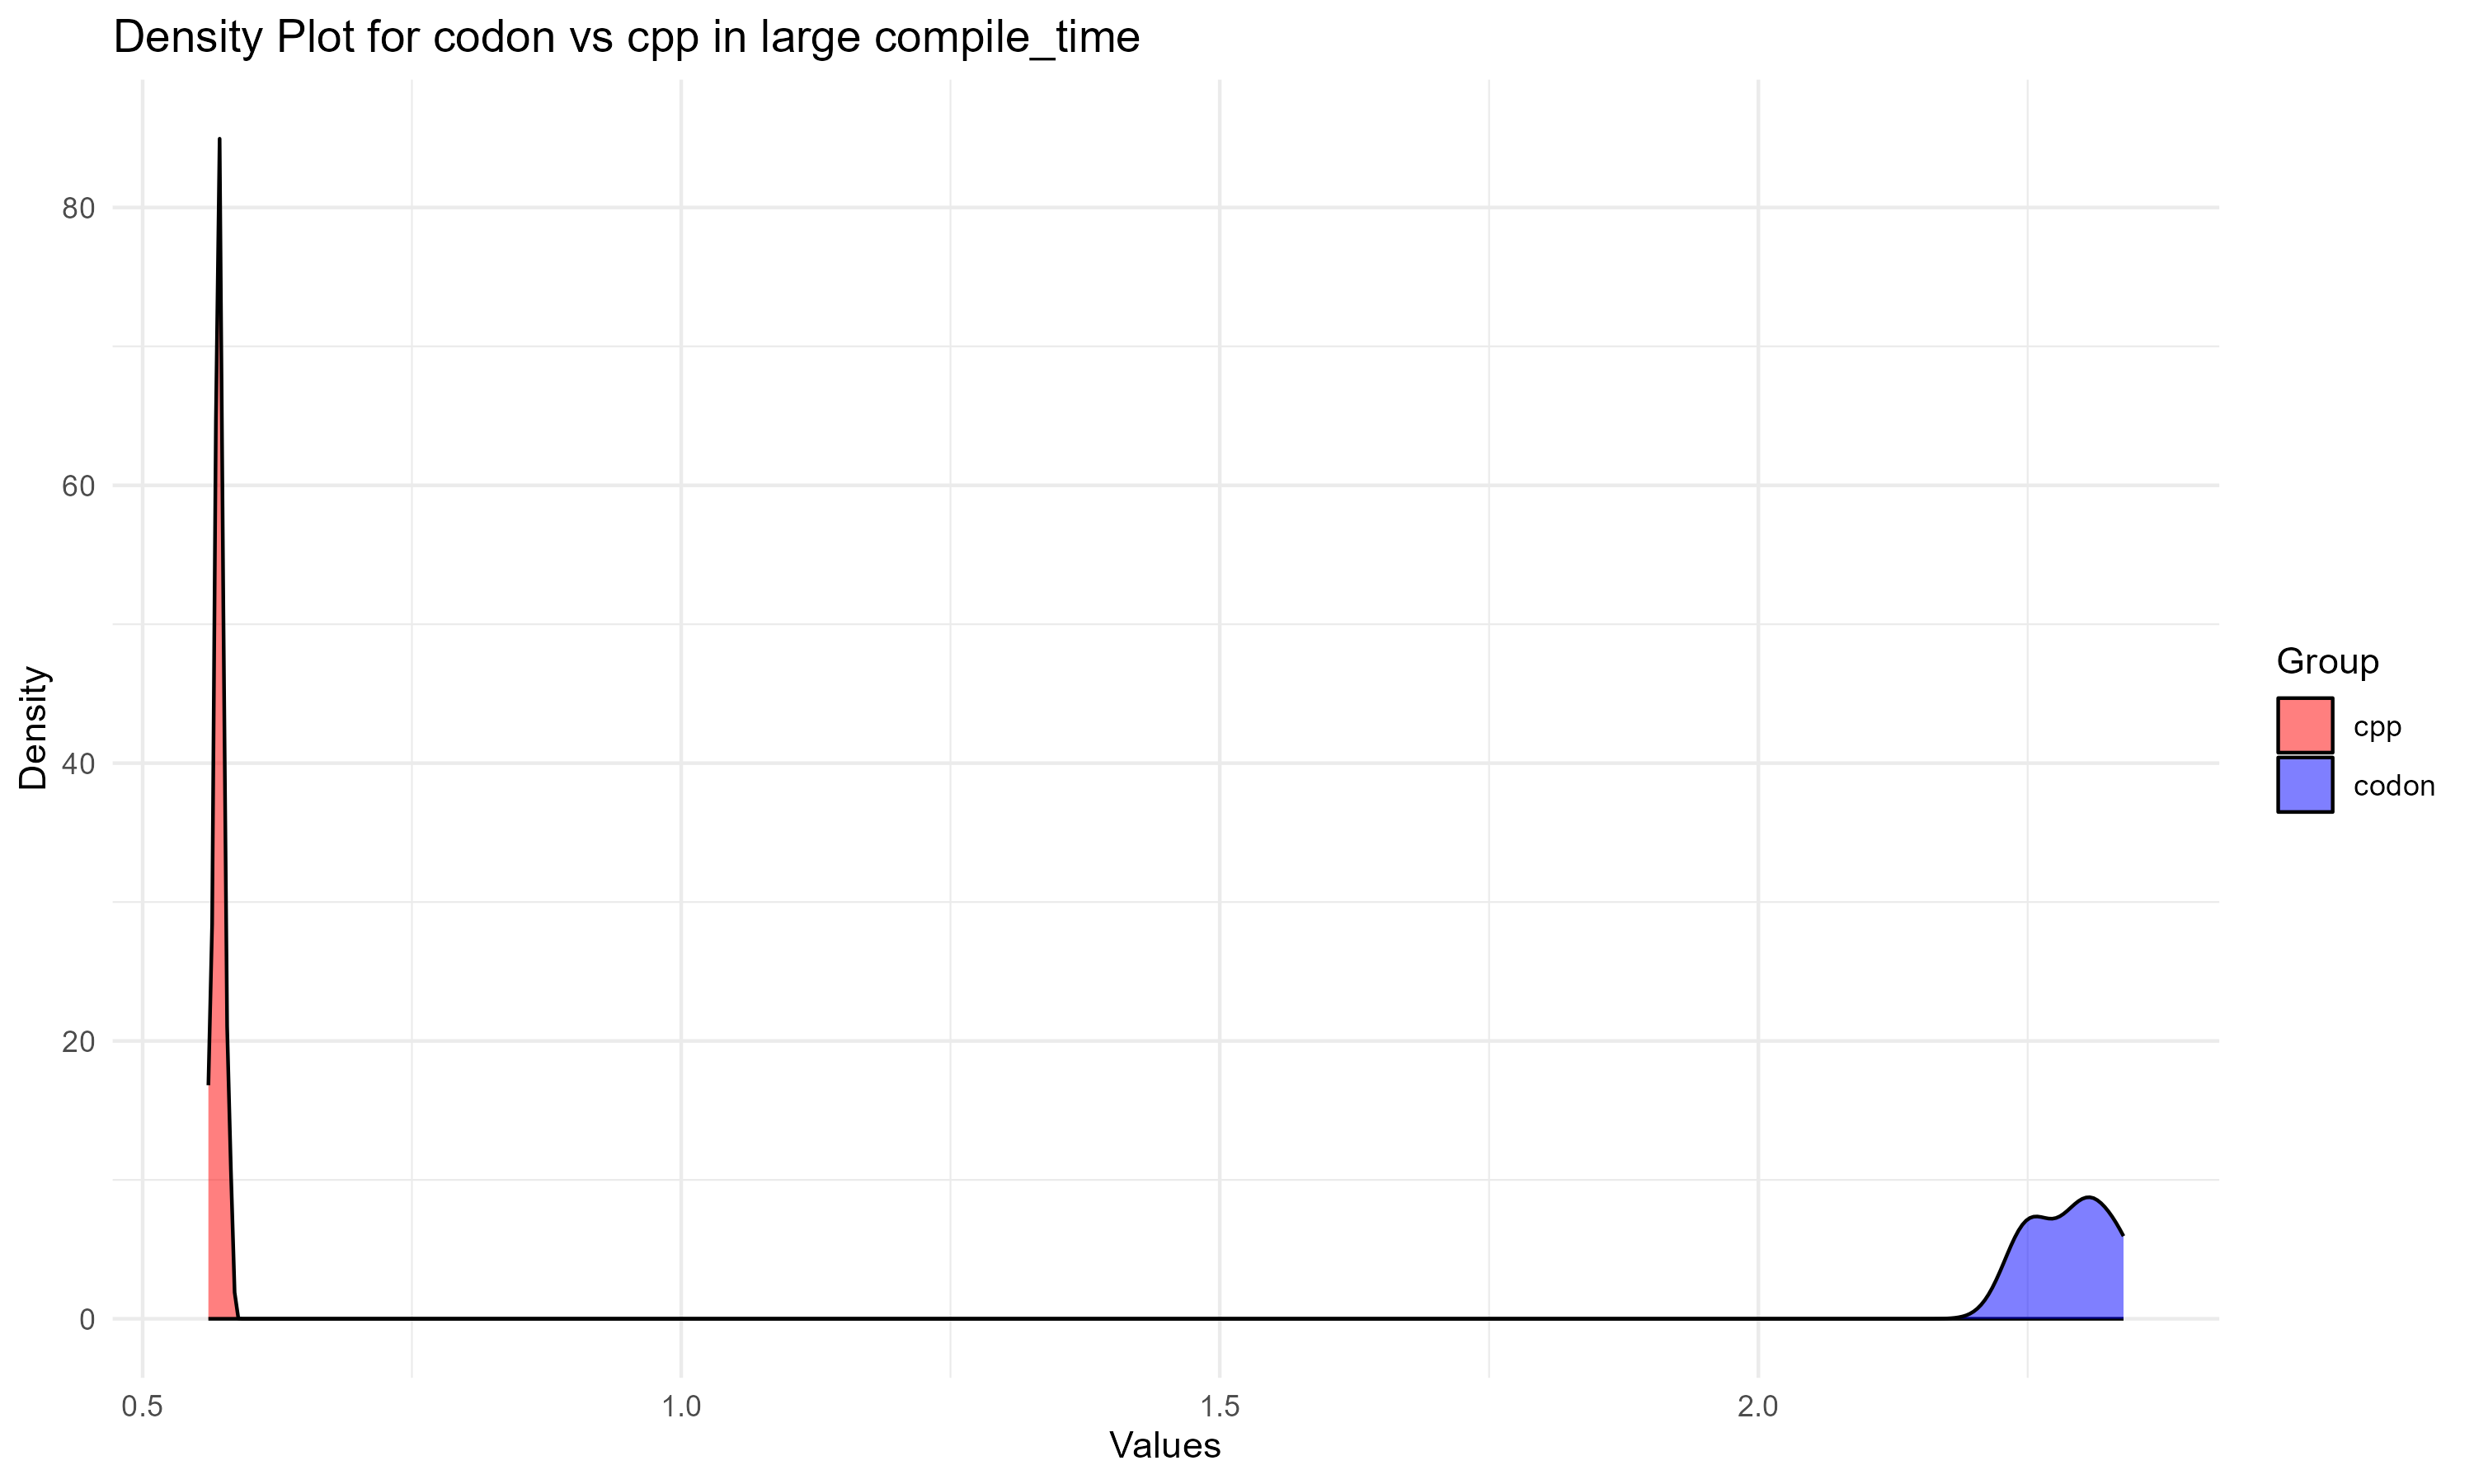 Density Plot for codon vs cpp in large compile_time
80
60
40
20
0
Density
0.5 1.0 1.5 2.0
Values
Group
cpp
codon